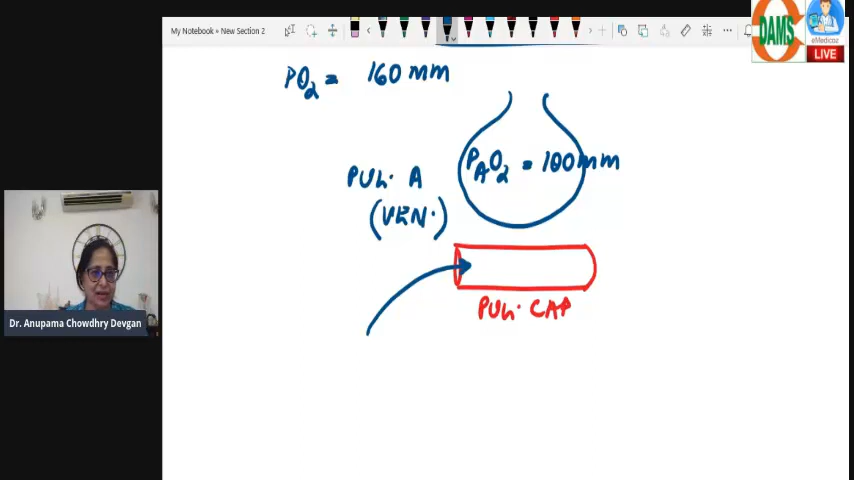 My Notebook » New Section 2
DAMS
eMedicoz
LIVE
PO2 = 160 mm
PAO2 = 100 mm
PUL. A
(VEN.)
PUL. CAP
Dr. Anupama Chowdhry Devgan